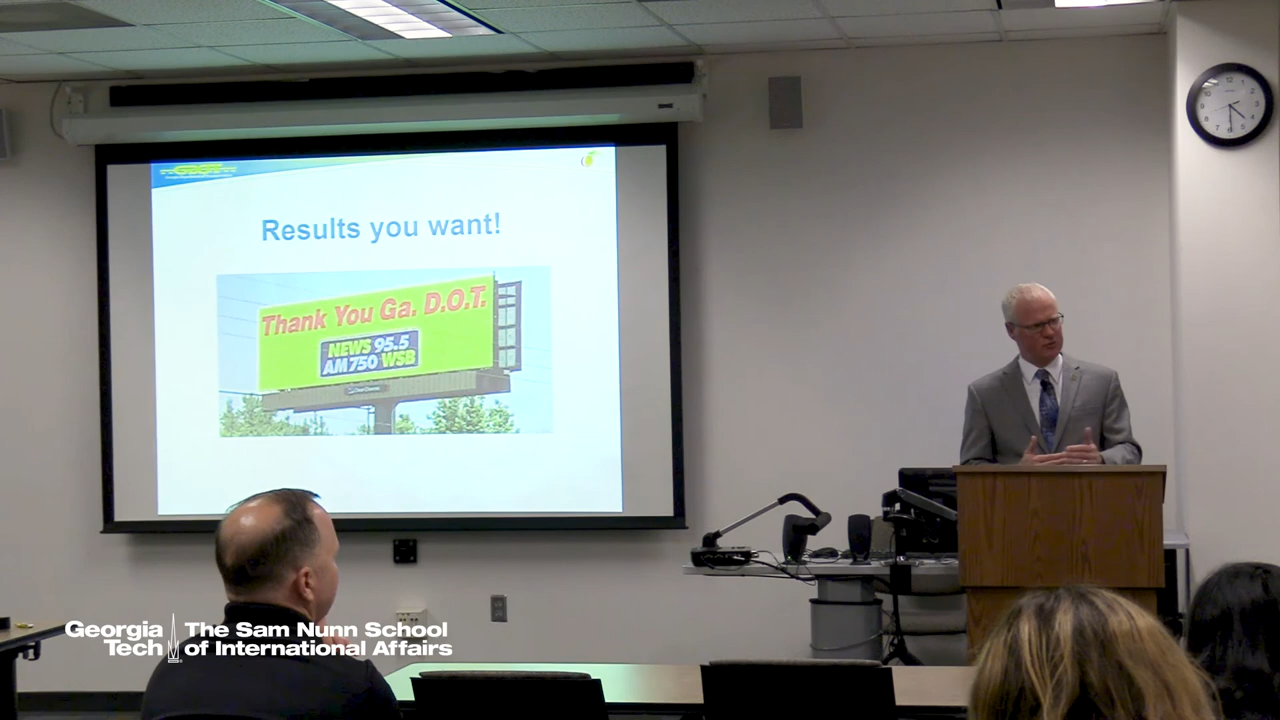 GDOT
Results you want!
Thank You Ga. D.O.T.
NEWS 95.5
AM 750 WSB
Georgia Tech
The Sam Nunn School
of International Affairs